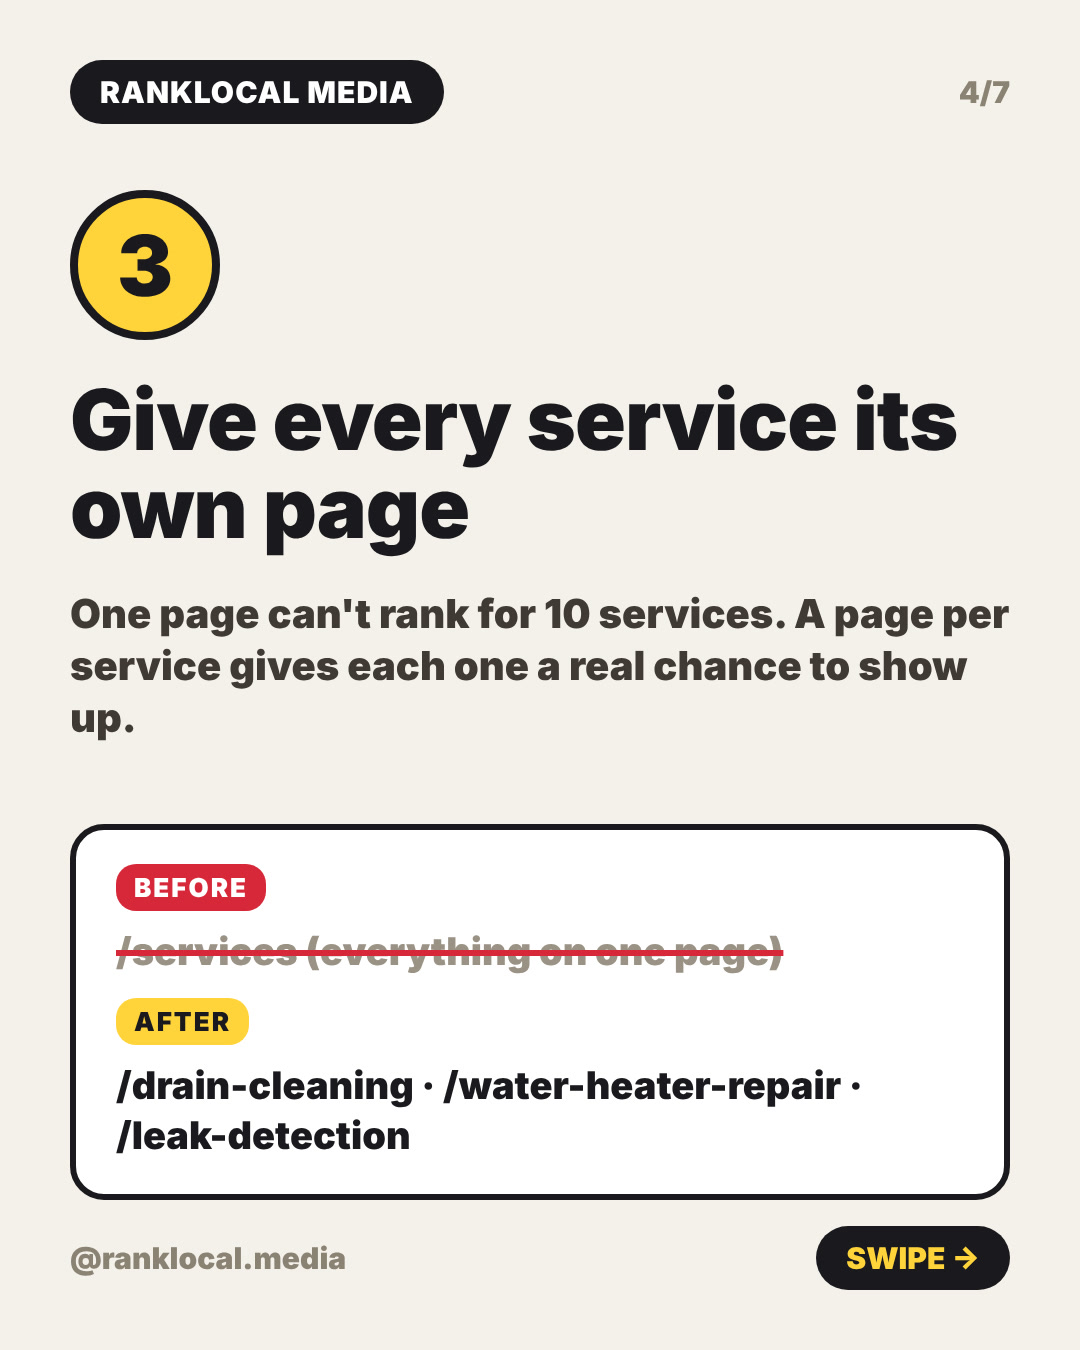 RANKLOCAL MEDIA
4/7
3
Give every service its
own page
One page can't rank for 10 services. A page per
service gives each one a real chance to show
up.
BEFORE
/services (everything on one page)
AFTER
/drain-cleaning · /water-heater-repair ·
/leak-detection
@ranklocal.media
SWIPE →